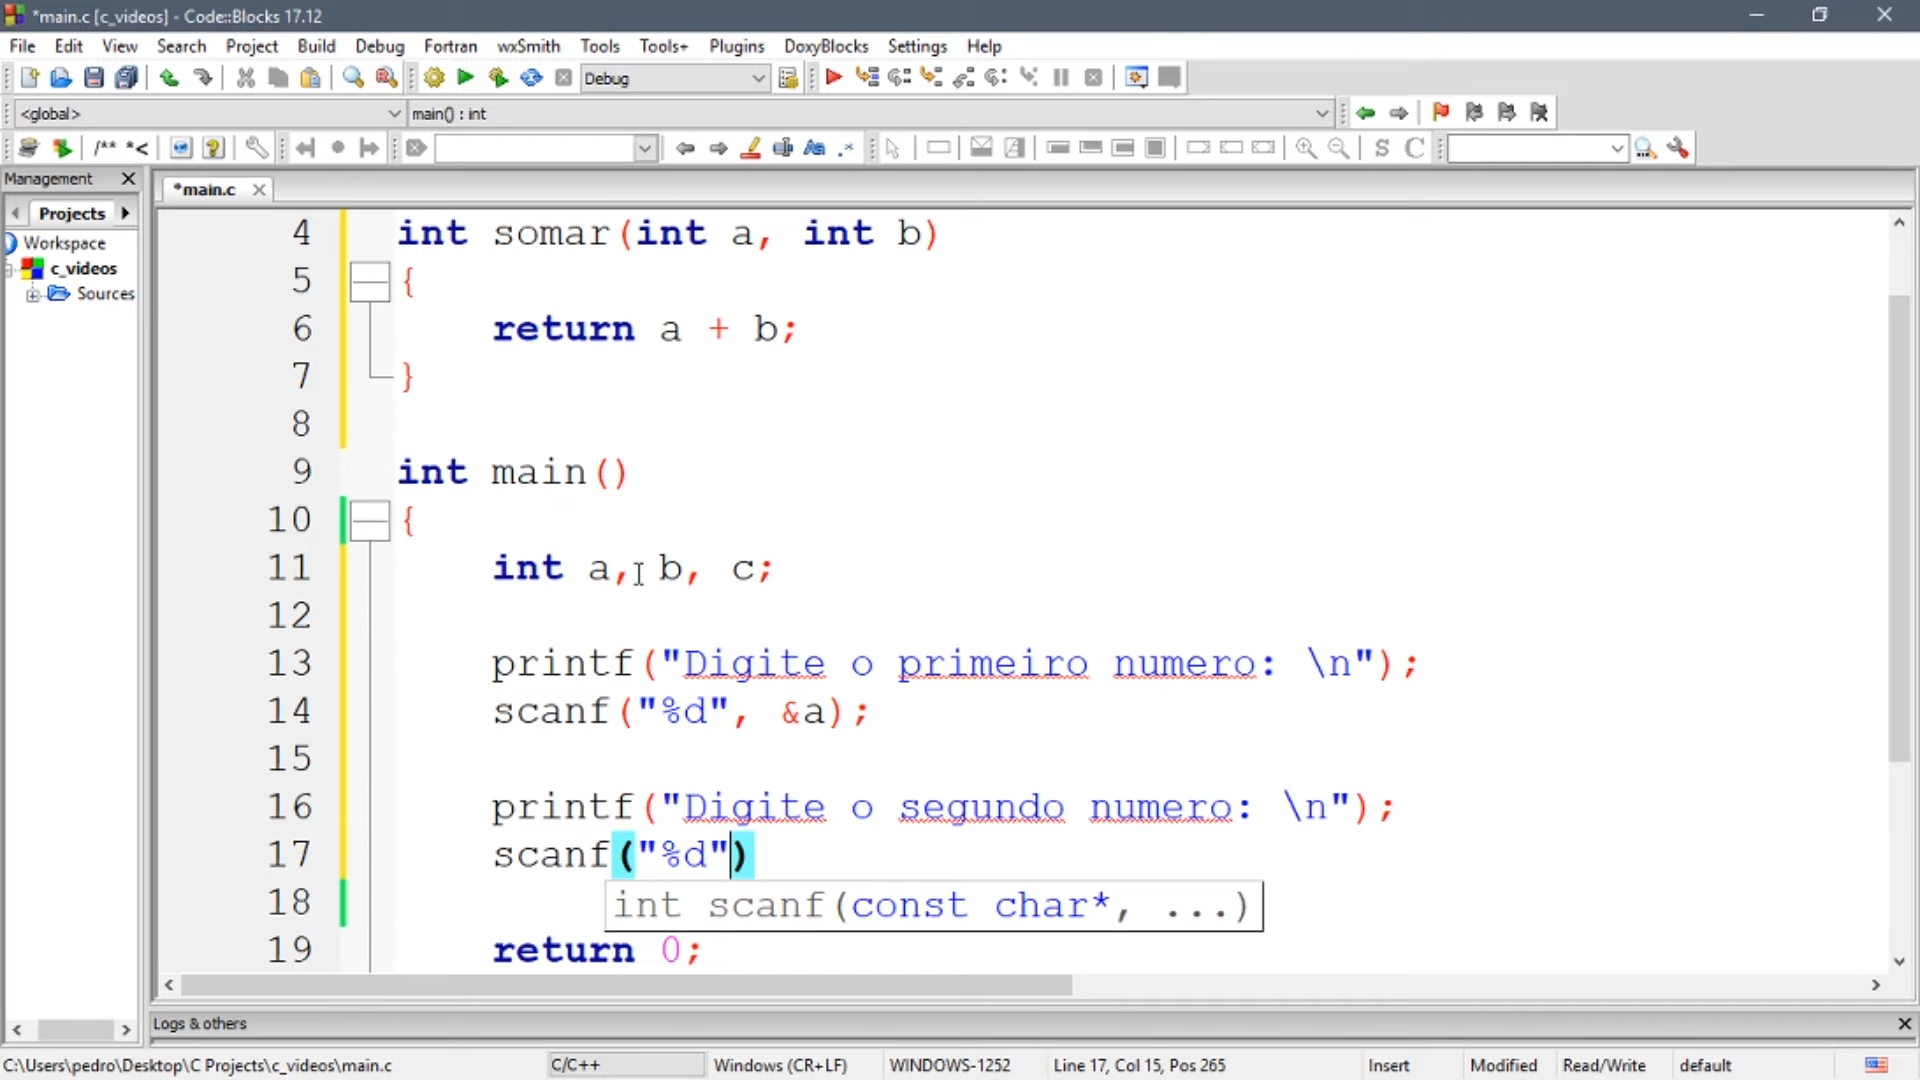 *main.c [c_videos] - Code::Blocks 17.12
File Edit View Search Project Build Debug Fortran wxSmith Tools Tools+ Plugins DoxyBlocks Settings Help
Debug
<global> main() : int
/** *<
S C
Management
*main.c
Projects
Workspace
c_videos
Sources
4 int somar(int a, int b)
5 {
6 return a + b;
7 }
8
9 int main()
10 {
11 int a, b, c;
12
13 printf("Digite o primeiro numero: \n");
14 scanf("%d", &a);
15
16 printf("Digite o segundo numero: \n");
17 scanf("%d")
18 int scanf(const char*, ...)
19 return 0;
Logs & others
C:\Users\pedro\Desktop\C Projects\c_videos\main.c C/C++ Windows (CR+LF) WINDOWS-1252 Line 17, Col 15, Pos 265 Insert Modified Read/Write default